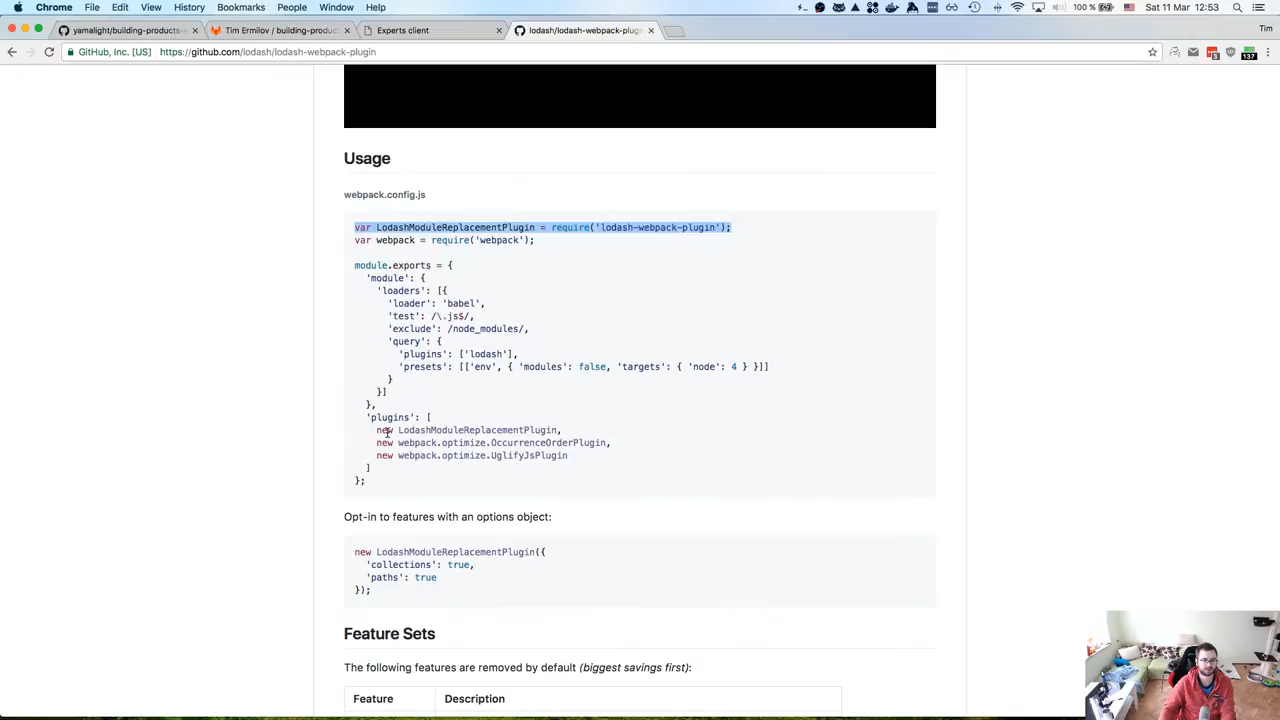 Chrome File Edit View History Bookmarks People Window Help
100 % Sat 11 Mar 12:53
yamalight/building-products-
Tim Ermilov / building-produc
Experts client
lodash/lodash-webpack-plugin
Tim
GitHub, Inc. [US] https://github.com/lodash/lodash-webpack-plugin
3
137
Usage
webpack.config.js
var LodashModuleReplacementPlugin = require('lodash-webpack-plugin');
var webpack = require('webpack');
module.exports = {
'module': {
'loaders': [{
'loader': 'babel',
'test': /\.js$/,
'exclude': /node_modules/,
'query': {
'plugins': ['lodash'],
'presets': [['env', { 'modules': false, 'targets': { 'node': 4 } }]]
}
}]
},
'plugins': [
new LodashModuleReplacementPlugin,
new webpack.optimize.OccurrenceOrderPlugin,
new webpack.optimize.UglifyJsPlugin
]
};
Opt-in to features with an options object:
new LodashModuleReplacementPlugin({
'collections': true,
'paths': true
});
Feature Sets
The following features are removed by default (biggest savings first):
Feature Description